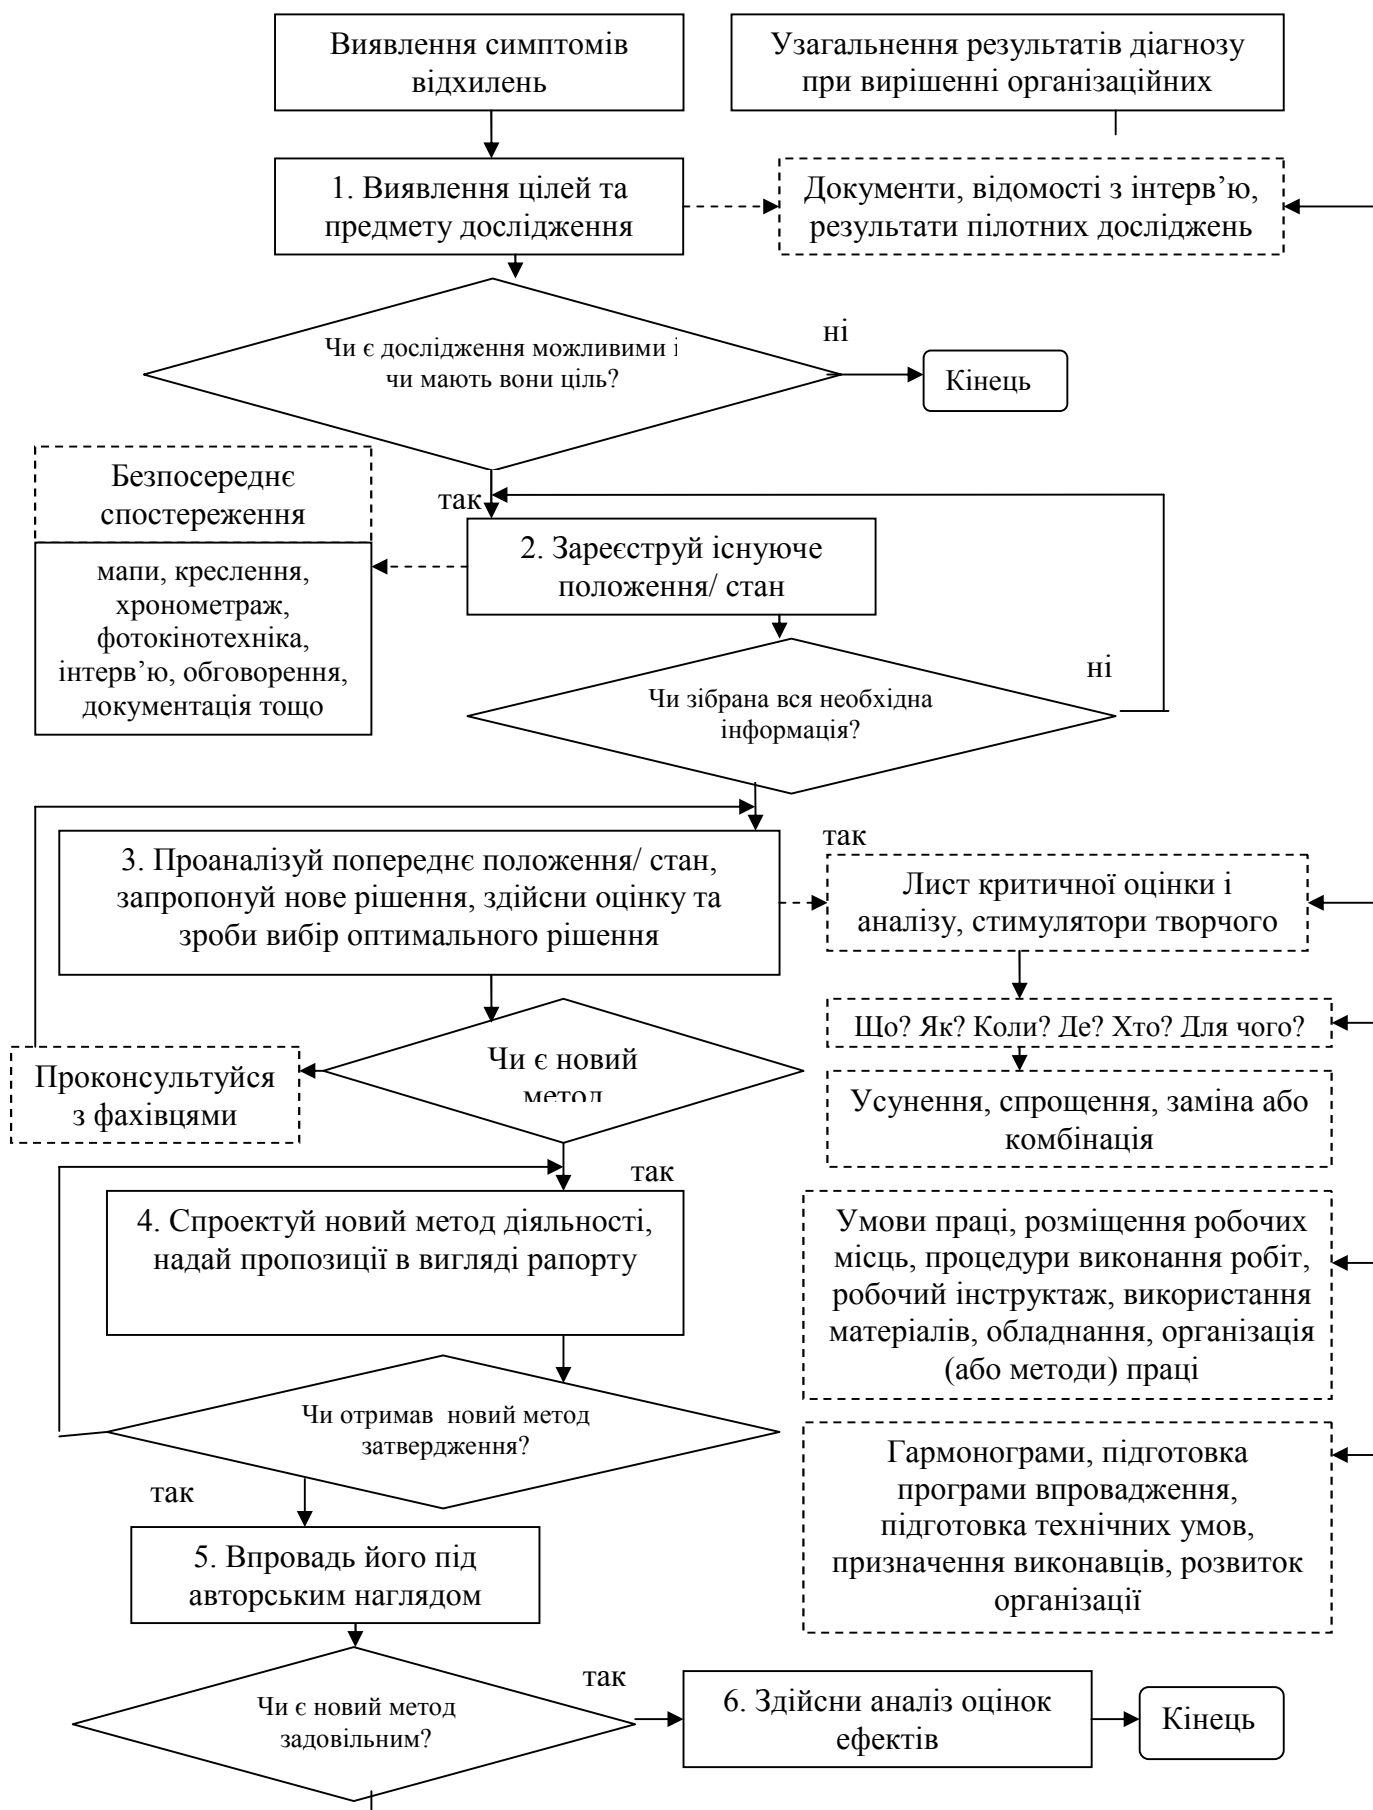 Виявлення симптомів
відхилень
Узагальнення результатів діагнозу
при вирішенні організаційних
1. Виявлення цілей та
предмету дослідження
Документи, відомості з інтерв’ю,
результати пілотних досліджень
Чи є дослідження можливими і
чи мають вони ціль?
ні
Кінець
Безпосереднє
спостереження
так
2. Зареєструй існуюче
положення/ стан
мапи, креслення,
хронометраж,
фотокінотехніка,
інтерв’ю, обговорення,
документація тощо
ні
Чи зібрана вся необхідна
інформація?
так
3. Проаналізуй попереднє положення/ стан,
запропонуй нове рішення, здійсни оцінку та
зроби вибір оптимального рішення
Лист критичної оцінки і
аналізу, стимулятори творчого
Що? Як? Коли? Де? Хто? Для чого?
Чи є новий
метод
Проконсультуйся
з фахівцями
Усунення, спрощення, заміна або
комбінація
так
4. Спроектуй новий метод діяльності,
надай пропозиції в вигляді рапорту
Умови праці, розміщення робочих
місць, процедури виконання робіт,
робочий інструктаж, використання
матеріалів, обладнання, організація
(або методи) праці
Чи отримав  новий метод
затвердження?
Гармонограми, підготовка
програми впровадження,
підготовка технічних умов,
призначення виконавців, розвиток
організації
так
5. Впровадь його під
авторським наглядом
так
Чи є новий метод
задовільним?
6. Здійсни аналіз оцінок
ефектів
Кінець